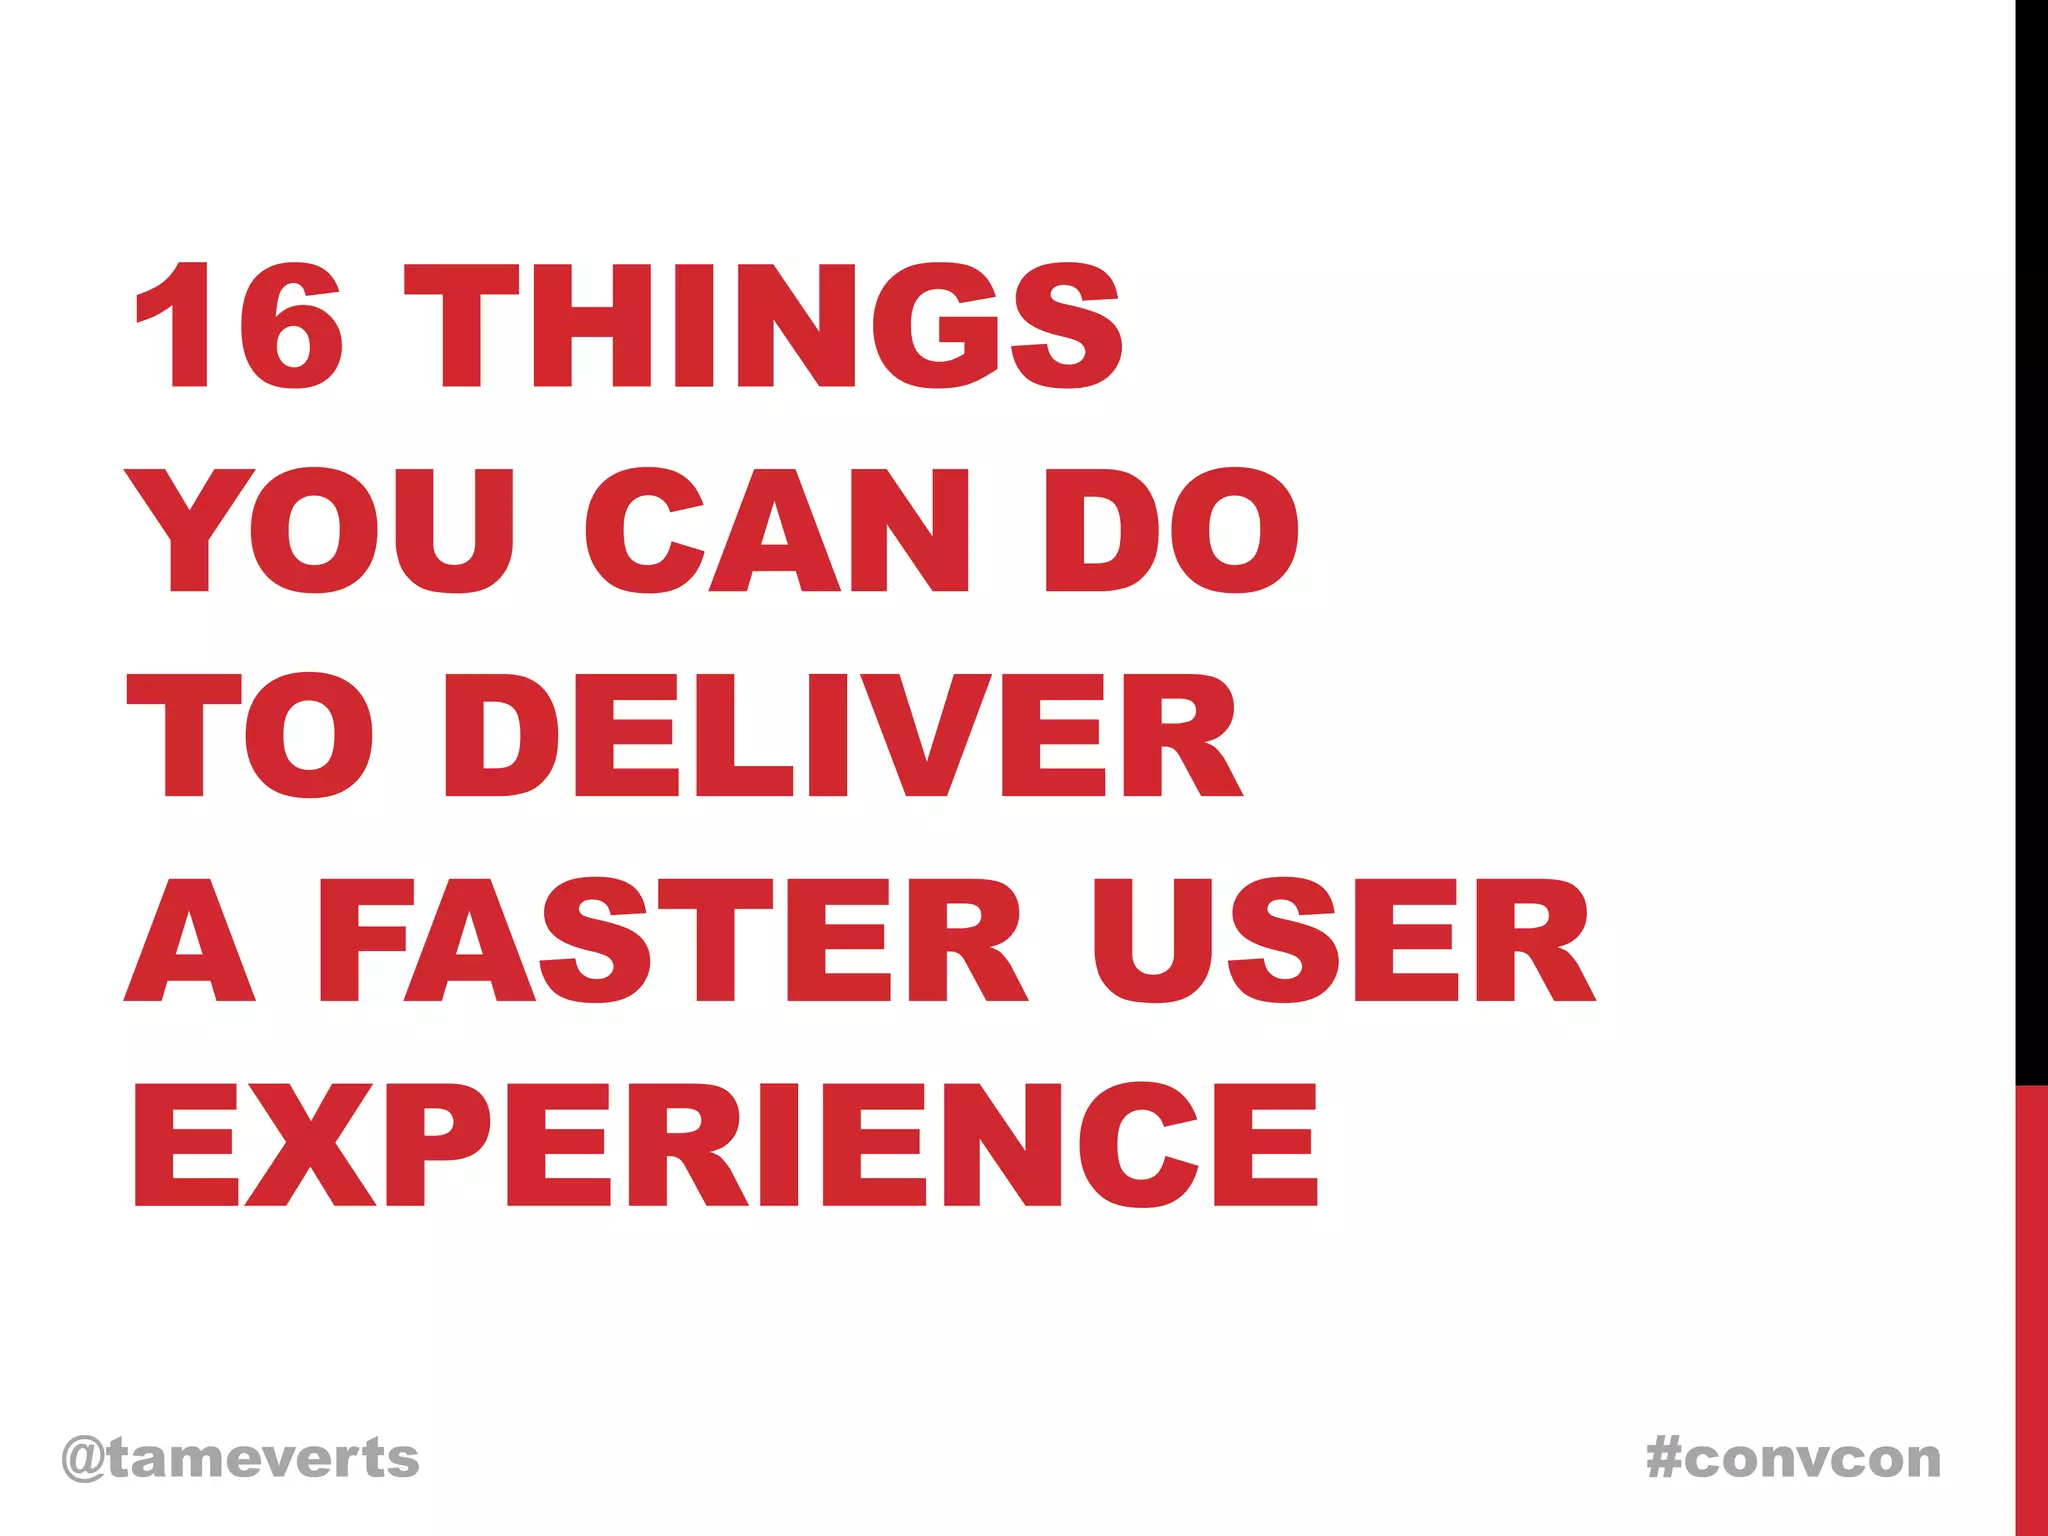 16 THINGS
YOU CAN DO
TO DELIVER
A FASTER USER
EXPERIENCE
@tameverts
#convcon